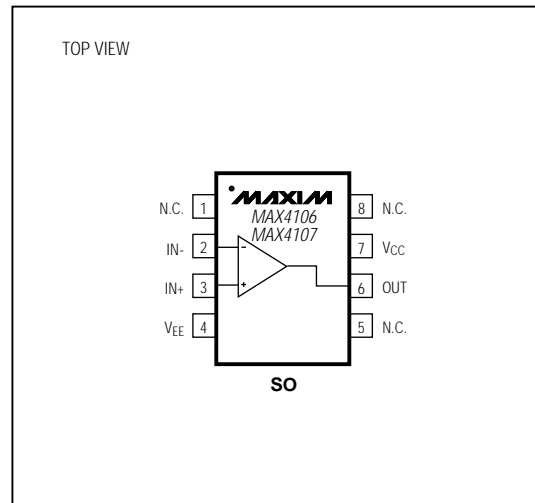 TOP VIEW
MAXIM
MAX4106
MAX4107
N.C. 1
IN- 2
IN+ 3
VEE 4
8 N.C.
7 VCC
6 OUT
5 N.C.
-
+
SO